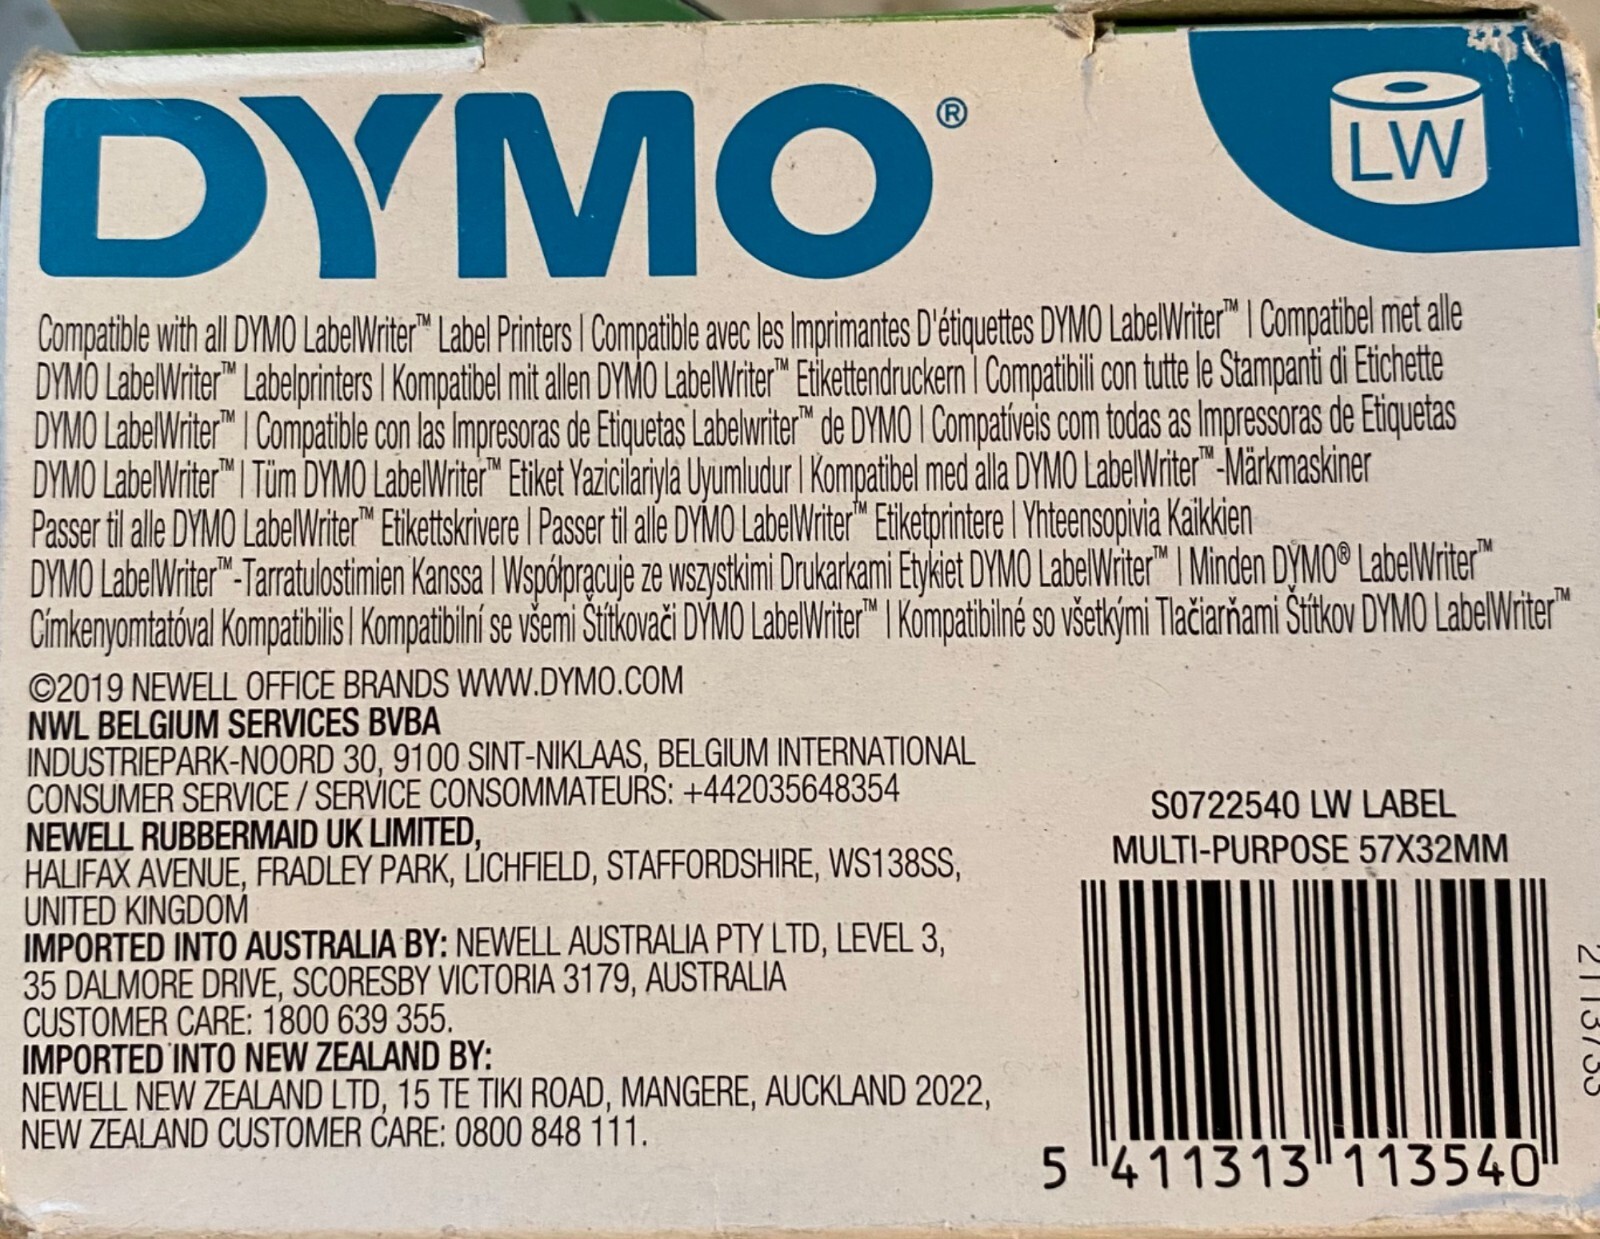 DYMO®
LW
Compatible with all DYMO LabelWriter™ Label Printers | Compatible avec les Imprimantes D'étiquettes DYMO LabelWriter™ | Compatibel met alle
DYMO LabelWriter™ Labelprinters | Kompatibel mit allen DYMO LabelWriter™ Etikettendruckern | Compatibili con tutte le Stampanti di Etichette
DYMO LabelWriter™ | Compatible con las Impresoras de Etiquetas Labelwriter™ de DYMO | Compatíveis com todas as Impressoras de Etiquetas
DYMO LabelWriter™ | Tüm DYMO LabelWriter™ Etiket Yazicilariyla Uyumludur | Kompatibel med alla DYMO LabelWriter™-Märkmaskiner
Passer til alle DYMO LabelWriter™ Etikettskrivere | Passer til alle DYMO LabelWriter™ Etiketprintere | Yhteensopivia Kaikkien
DYMO LabelWriter™-Tarratulostimien Kanssa | Współpracuje ze wszystkimi Drukarkami Etykiet DYMO LabelWriter™ | Minden DYMO® LabelWriter™
Címkenyomtatóval Kompatibilis | Kompatibilní se všemi Štítkovači DYMO LabelWriter™ | Kompatibilné so všetkými Tlačiarňami Štítkov DYMO LabelWriter™
©2019 NEWELL OFFICE BRANDS WWW.DYMO.COM
NWL BELGIUM SERVICES BVBA
INDUSTRIEPARK-NOORD 30, 9100 SINT-NIKLAAS, BELGIUM INTERNATIONAL
CONSUMER SERVICE / SERVICE CONSOMMATEURS: +442035648354
NEWELL RUBBERMAID UK LIMITED,
HALIFAX AVENUE, FRADLEY PARK, LICHFIELD, STAFFORDSHIRE, WS138SS,
UNITED KINGDOM
IMPORTED INTO AUSTRALIA BY: NEWELL AUSTRALIA PTY LTD, LEVEL 3,
35 DALMORE DRIVE, SCORESBY VICTORIA 3179, AUSTRALIA
CUSTOMER CARE: 1800 639 355.
IMPORTED INTO NEW ZEALAND BY:
NEWELL NEW ZEALAND LTD, 15 TE TIKI ROAD, MANGERE, AUCKLAND 2022,
NEW ZEALAND CUSTOMER CARE: 0800 848 111.
S0722540 LW LABEL
MULTI-PURPOSE 57X32MM
5 411313 113540